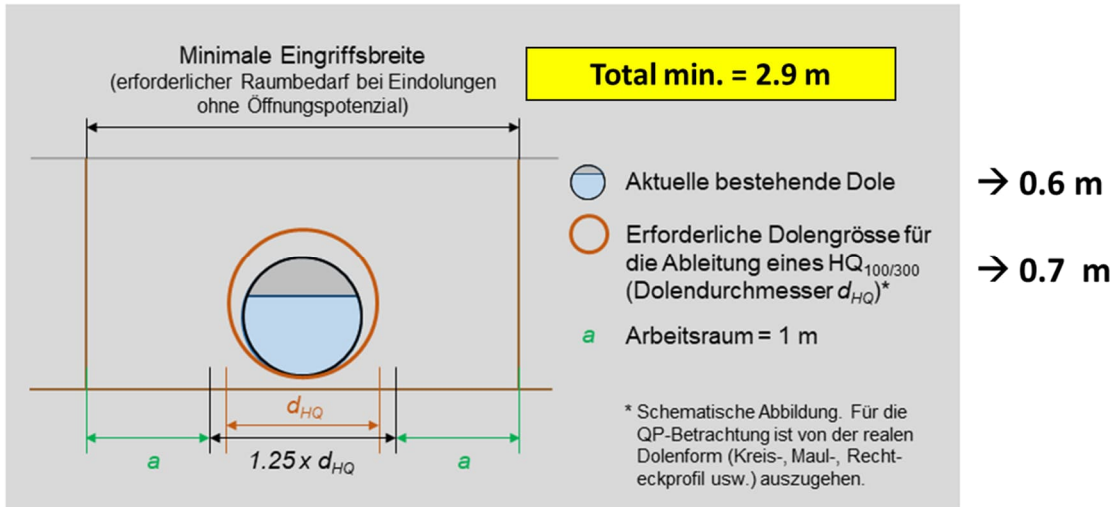 Minimale Eingriffsbreite
(erforderlicher Raumbedarf bei Eindolungen
ohne Öffnungspotenzial)
Total min. = 2.9 m
Aktuelle bestehende Dole
→ 0.6 m
Erforderliche Dolengrösse für
die Ableitung eines HQ100/300
(Dolendurchmesser dHQ)*
→ 0.7 m
a Arbeitsraum = 1 m
dHQ
a
1.25 x dHQ
a
* Schematische Abbildung. Für die
QP-Betrachtung ist von der realen
Dolenform (Kreis-, Maul-, Recht-
eckprofil usw.) auszugehen.